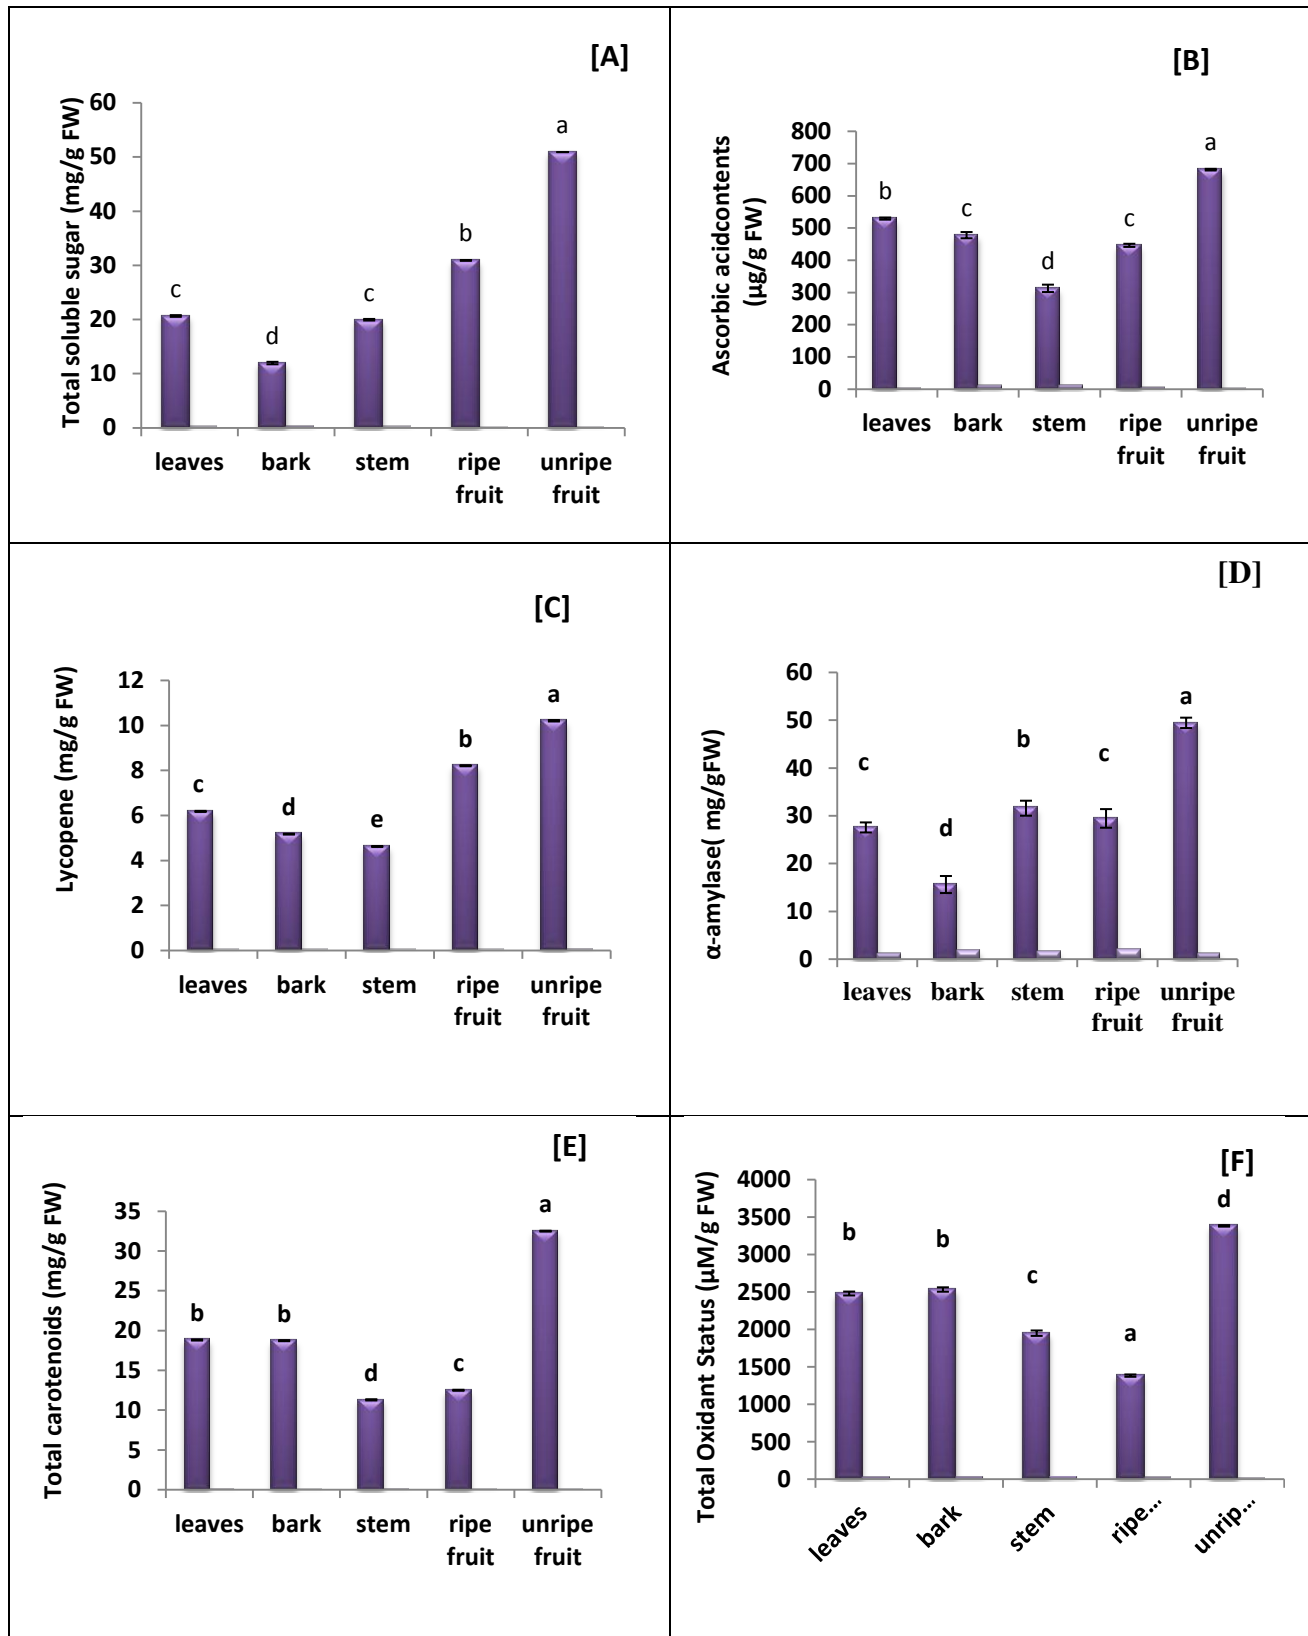 [A]
Total soluble sugar (mg/g FW)
60
50
40
30
20
10
0
c
d
c
b
a
leaves bark stem ripe fruit unripe fruit
[B]
Ascorbic acidcontents
(µg/g FW)
800
700
600
500
400
300
200
100
0
b
c
d
c
a
leaves bark stem ripe fruit unripe fruit
[C]
Lycopene (mg/g FW)
12
10
8
6
4
2
0
c
d
e
b
a
leaves bark stem ripe fruit unripe fruit
[D]
α-amylase( mg/gFW)
60
50
40
30
20
10
0
c
d
b
c
a
leaves bark stem ripe fruit unripe fruit
[E]
Total carotenoids (mg/g FW)
35
30
25
20
15
10
5
0
b
b
d
c
a
leaves bark stem ripe fruit unripe fruit
[F]
Total Oxidant Status (µM/g FW)
4000
3500
3000
2500
2000
1500
1000
500
0
b
b
c
a
d
leaves
bark
stem
ripe...
unrip...